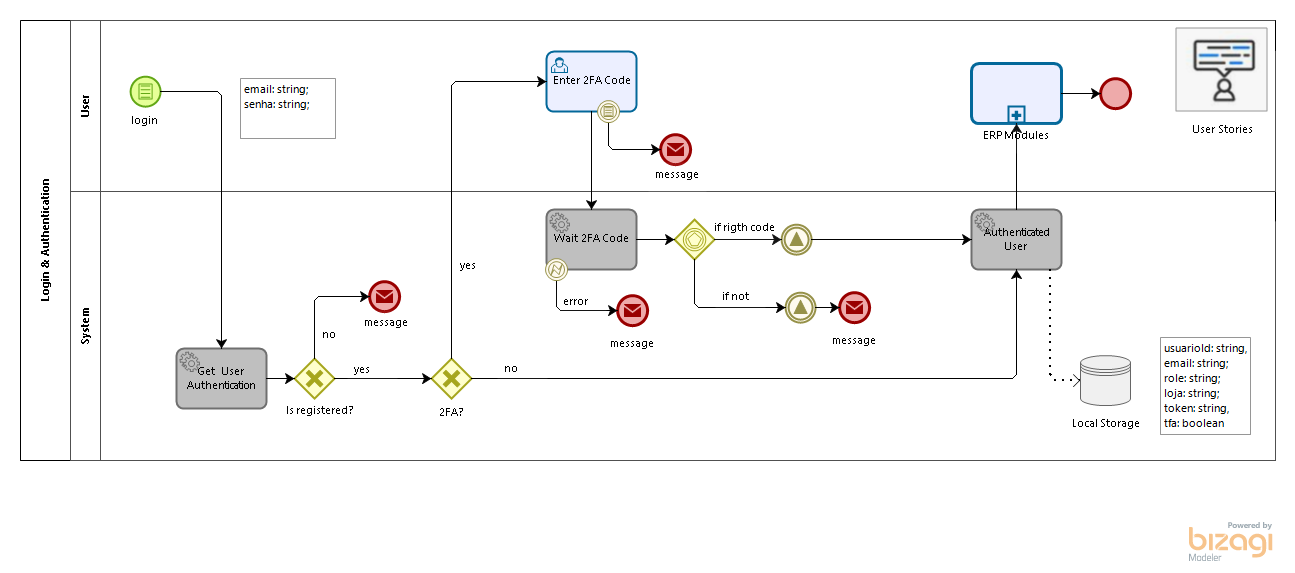 Login & Authentication
User
System
login
email: string;
senha: string;
Enter 2FA Code
message
ERP Modules
User Stories
Wait 2FA Code
if rigth code
Authenticated
User
yes
error
message
if not
message
no
message
Get User
Authentication
yes
Is registered?
no
2FA?
Local Storage
usuarioId: string,
email: string;
role: string;
loja: string;
token: string,
tfa: boolean
Powered by
bizagi
Modeler